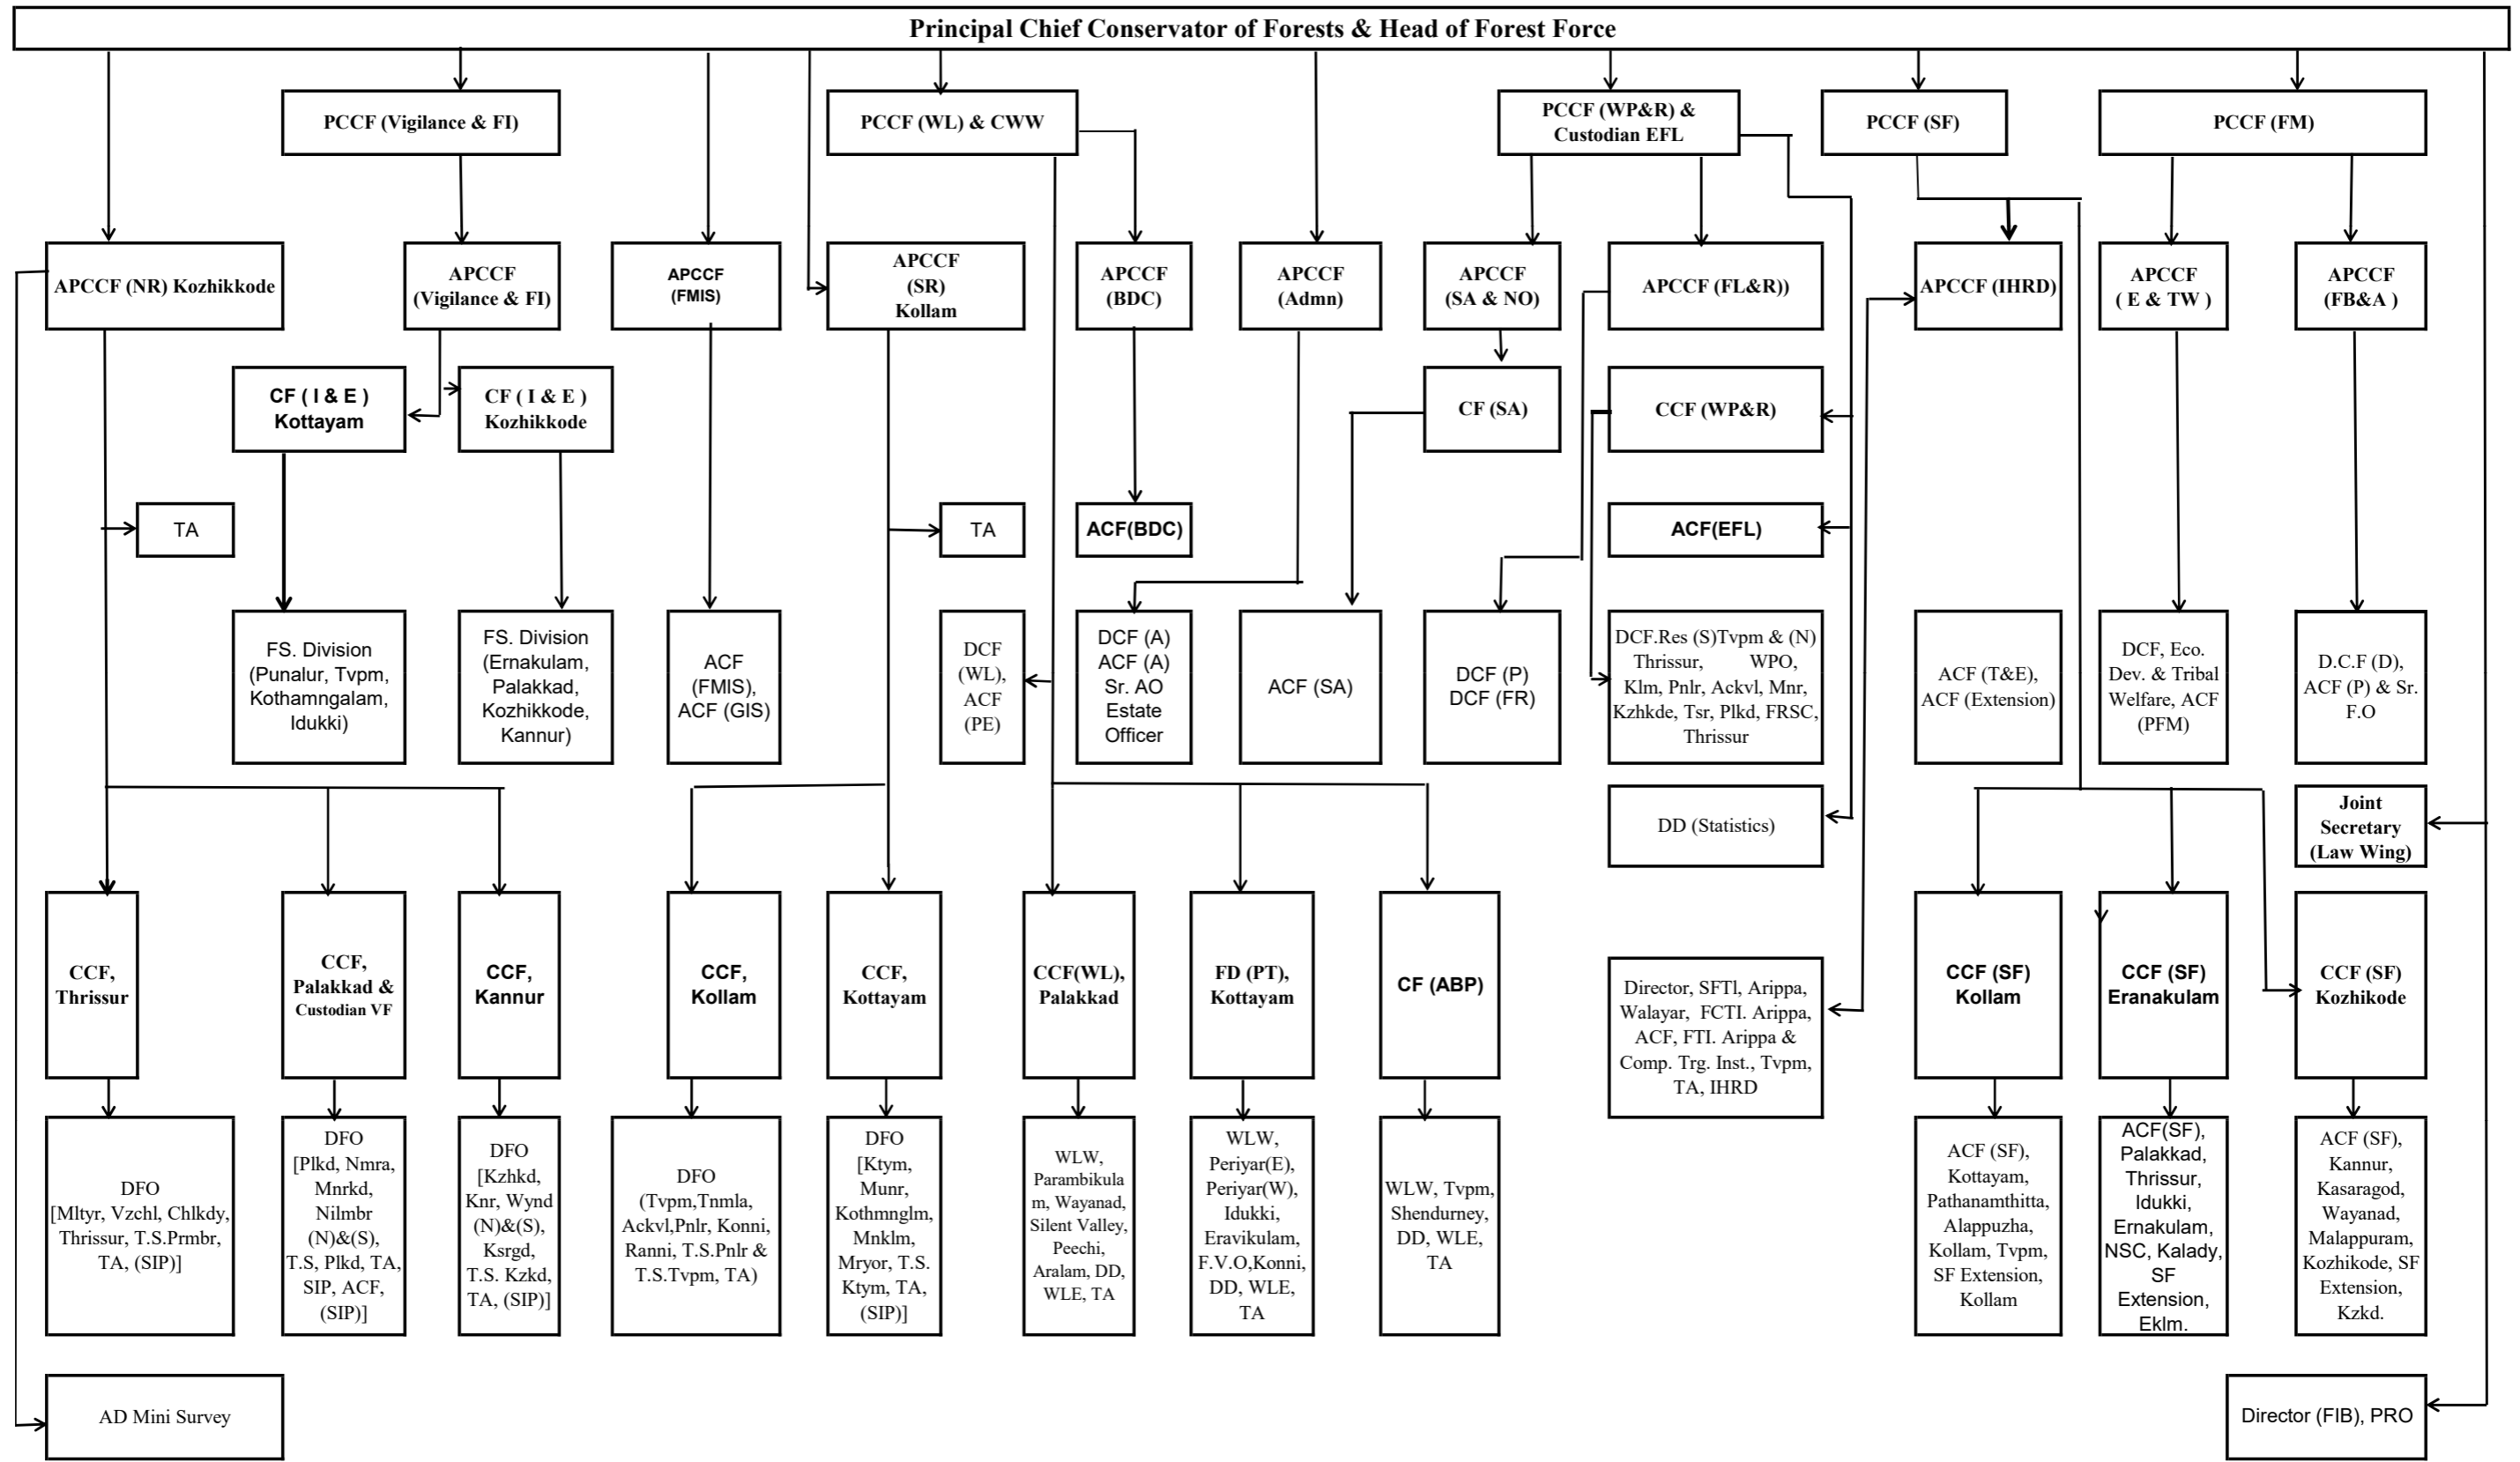 Principal Chief Conservator of Forests & Head of Forest Force
PCCF (Vigilance & FI)
PCCF (WL) & CWW
PCCF (WP&R) &
Custodian EFL
PCCF (SF)
PCCF (FM)
APCCF (NR) Kozhikkode
APCCF
(Vigilance & FI)
APCCF
(FMIS)
APCCF
(SR)
Kollam
APCCF
(BDC)
APCCF
(Admn)
APCCF
(SA & NO)
APCCF (FL&R))
APCCF (IHRD)
APCCF
( E & TW )
APCCF
(FB&A )
CF ( I & E )
Kottayam
CF ( I & E )
Kozhikkode
CF (SA)
CCF (WP&R)
TA
TA
ACF(BDC)
ACF(EFL)
FS. Division
(Punalur, Tvpm,
Kothamngalam,
Idukki)
FS. Division
(Ernakulam,
Palakkad,
Kozhikkode,
Kannur)
ACF
(FMIS),
ACF (GIS)
DCF
(WL),
ACF
(PE)
DCF (A)
ACF (A)
Sr. AO
Estate
Officer
ACF (SA)
DCF (P)
DCF (FR)
DCF.Res (S)Tvpm & (N)
Thrissur, WPO,
Klm, Pnlr, Ackvl, Mnr,
Kzhkde, Tsr, Plkd, FRSC,
Thrissur
ACF (T&E),
ACF (Extension)
DCF, Eco.
Dev. & Tribal
Welfare, ACF
(PFM)
D.C.F (D),
ACF (P) & Sr.
F.O
DD (Statistics)
Joint
Secretary
(Law Wing)
CCF,
Thrissur
CCF,
Palakkad &
Custodian VF
CCF,
Kannur
CCF,
Kollam
CCF,
Kottayam
CCF(WL),
Palakkad
FD (PT),
Kottayam
CF (ABP)
Director, SFTl, Arippa,
Walayar, FCTI. Arippa,
ACF, FTI. Arippa &
Comp. Trg. Inst., Tvpm,
TA, IHRD
CCF (SF)
Kollam
CCF (SF)
Eranakulam
CCF (SF)
Kozhikode
DFO
[Mltyr, Vzchl, Chlkdy,
Thrissur, T.S.Prmbr,
TA, (SIP)]
DFO
[Plkd, Nmra,
Mnrkd,
Nilmbr
(N)&(S),
T.S, Plkd, TA,
SIP, ACF,
(SIP)]
DFO
[Kzhkd,
Knr, Wynd
(N)&(S),
Ksrgd,
T.S. Kzkd,
TA, (SIP)]
DFO
(Tvpm,Tnmla,
Ackvl,Pnlr, Konni,
Ranni, T.S.Pnlr &
T.S.Tvpm, TA)
DFO
[Ktym,
Munr,
Kothmnglm,
Mnklm,
Mryor, T.S.
Ktym, TA,
(SIP)]
WLW,
Parambikula
m, Wayanad,
Silent Valley,
Peechi,
Aralam, DD,
WLE, TA
WLW,
Periyar(E),
Periyar(W),
Idukki,
Eravikulam,
F.V.O,Konni,
DD, WLE,
TA
WLW, Tvpm,
Shendurney,
DD, WLE,
TA
ACF (SF),
Kottayam,
Pathanamthitta,
Alappuzha,
Kollam, Tvpm,
SF Extension,
Kollam
ACF(SF),
Palakkad,
Thrissur,
Idukki,
Ernakulam,
NSC, Kalady,
SF
Extension,
Eklm.
ACF (SF),
Kannur,
Kasaragod,
Wayanad,
Malappuram,
Kozhikode, SF
Extension,
Kzkd.
AD Mini Survey
Director (FIB), PRO